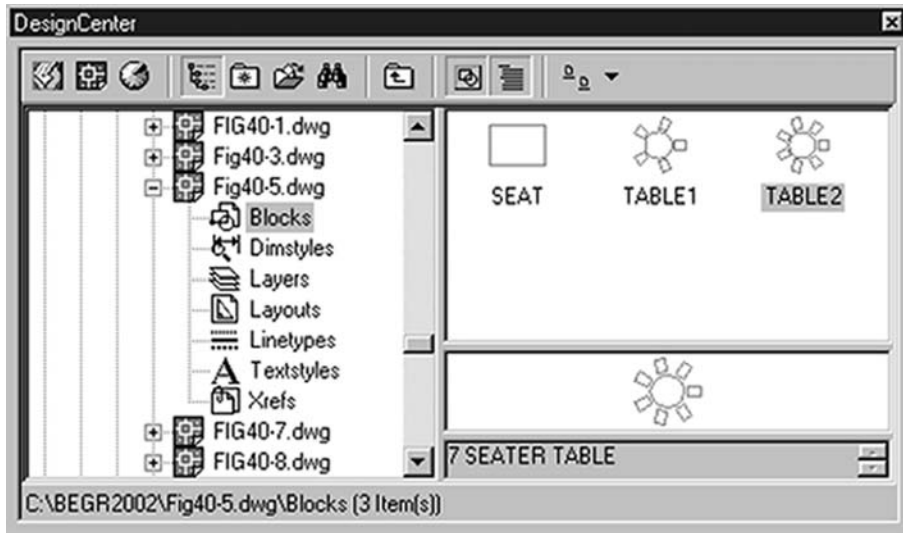 DesignCenter
FIG40-1.dwg
Fig40-3.dwg
Fig40-5.dwg
Blocks
Dimstyles
Layers
Layouts
Linetypes
Textstyles
Xrefs
FIG40-7.dwg
FIG40-8.dwg
SEAT
TABLE1
TABLE2
7 SEATER TABLE
C:\BEGR2002\Fig40-5.dwg\Blocks (3 Item(s))